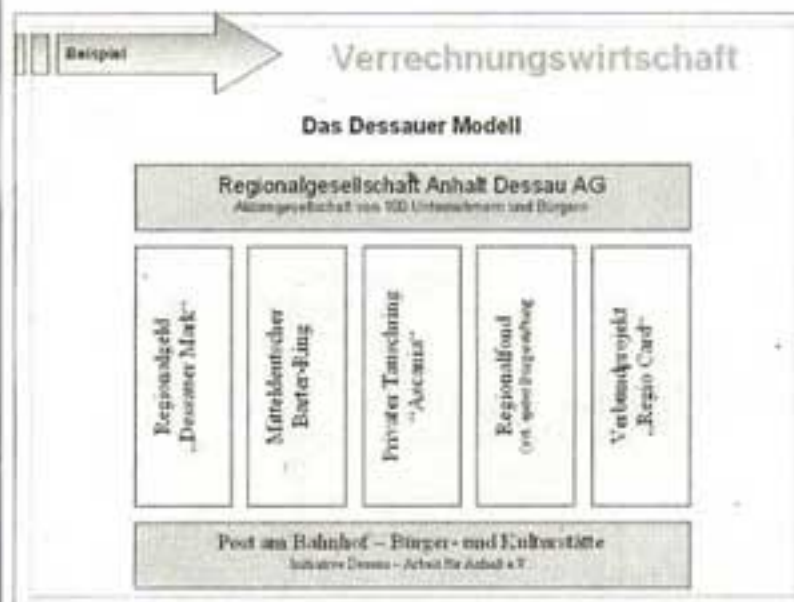 Beispiel
Verrechnungswirtschaft
Das Dessauer Modell
Regionalgesellschaft Anhalt Dessau AG
Aktiengesellschaft von 100 Unternehmern und Bürgern
Regionalgeld
„Dessauer Mark“
Mitteldeutscher
Barter-Ring
Privater Tauschring
“Ascania”
Regionalfond
später Bürgerstiftung
Verbundprojekt
„Regio Card“
Post am Bahnhof – Bürger- und Kulturstätte
Initiative Dessau – Arbeit für Anhalt e.V.